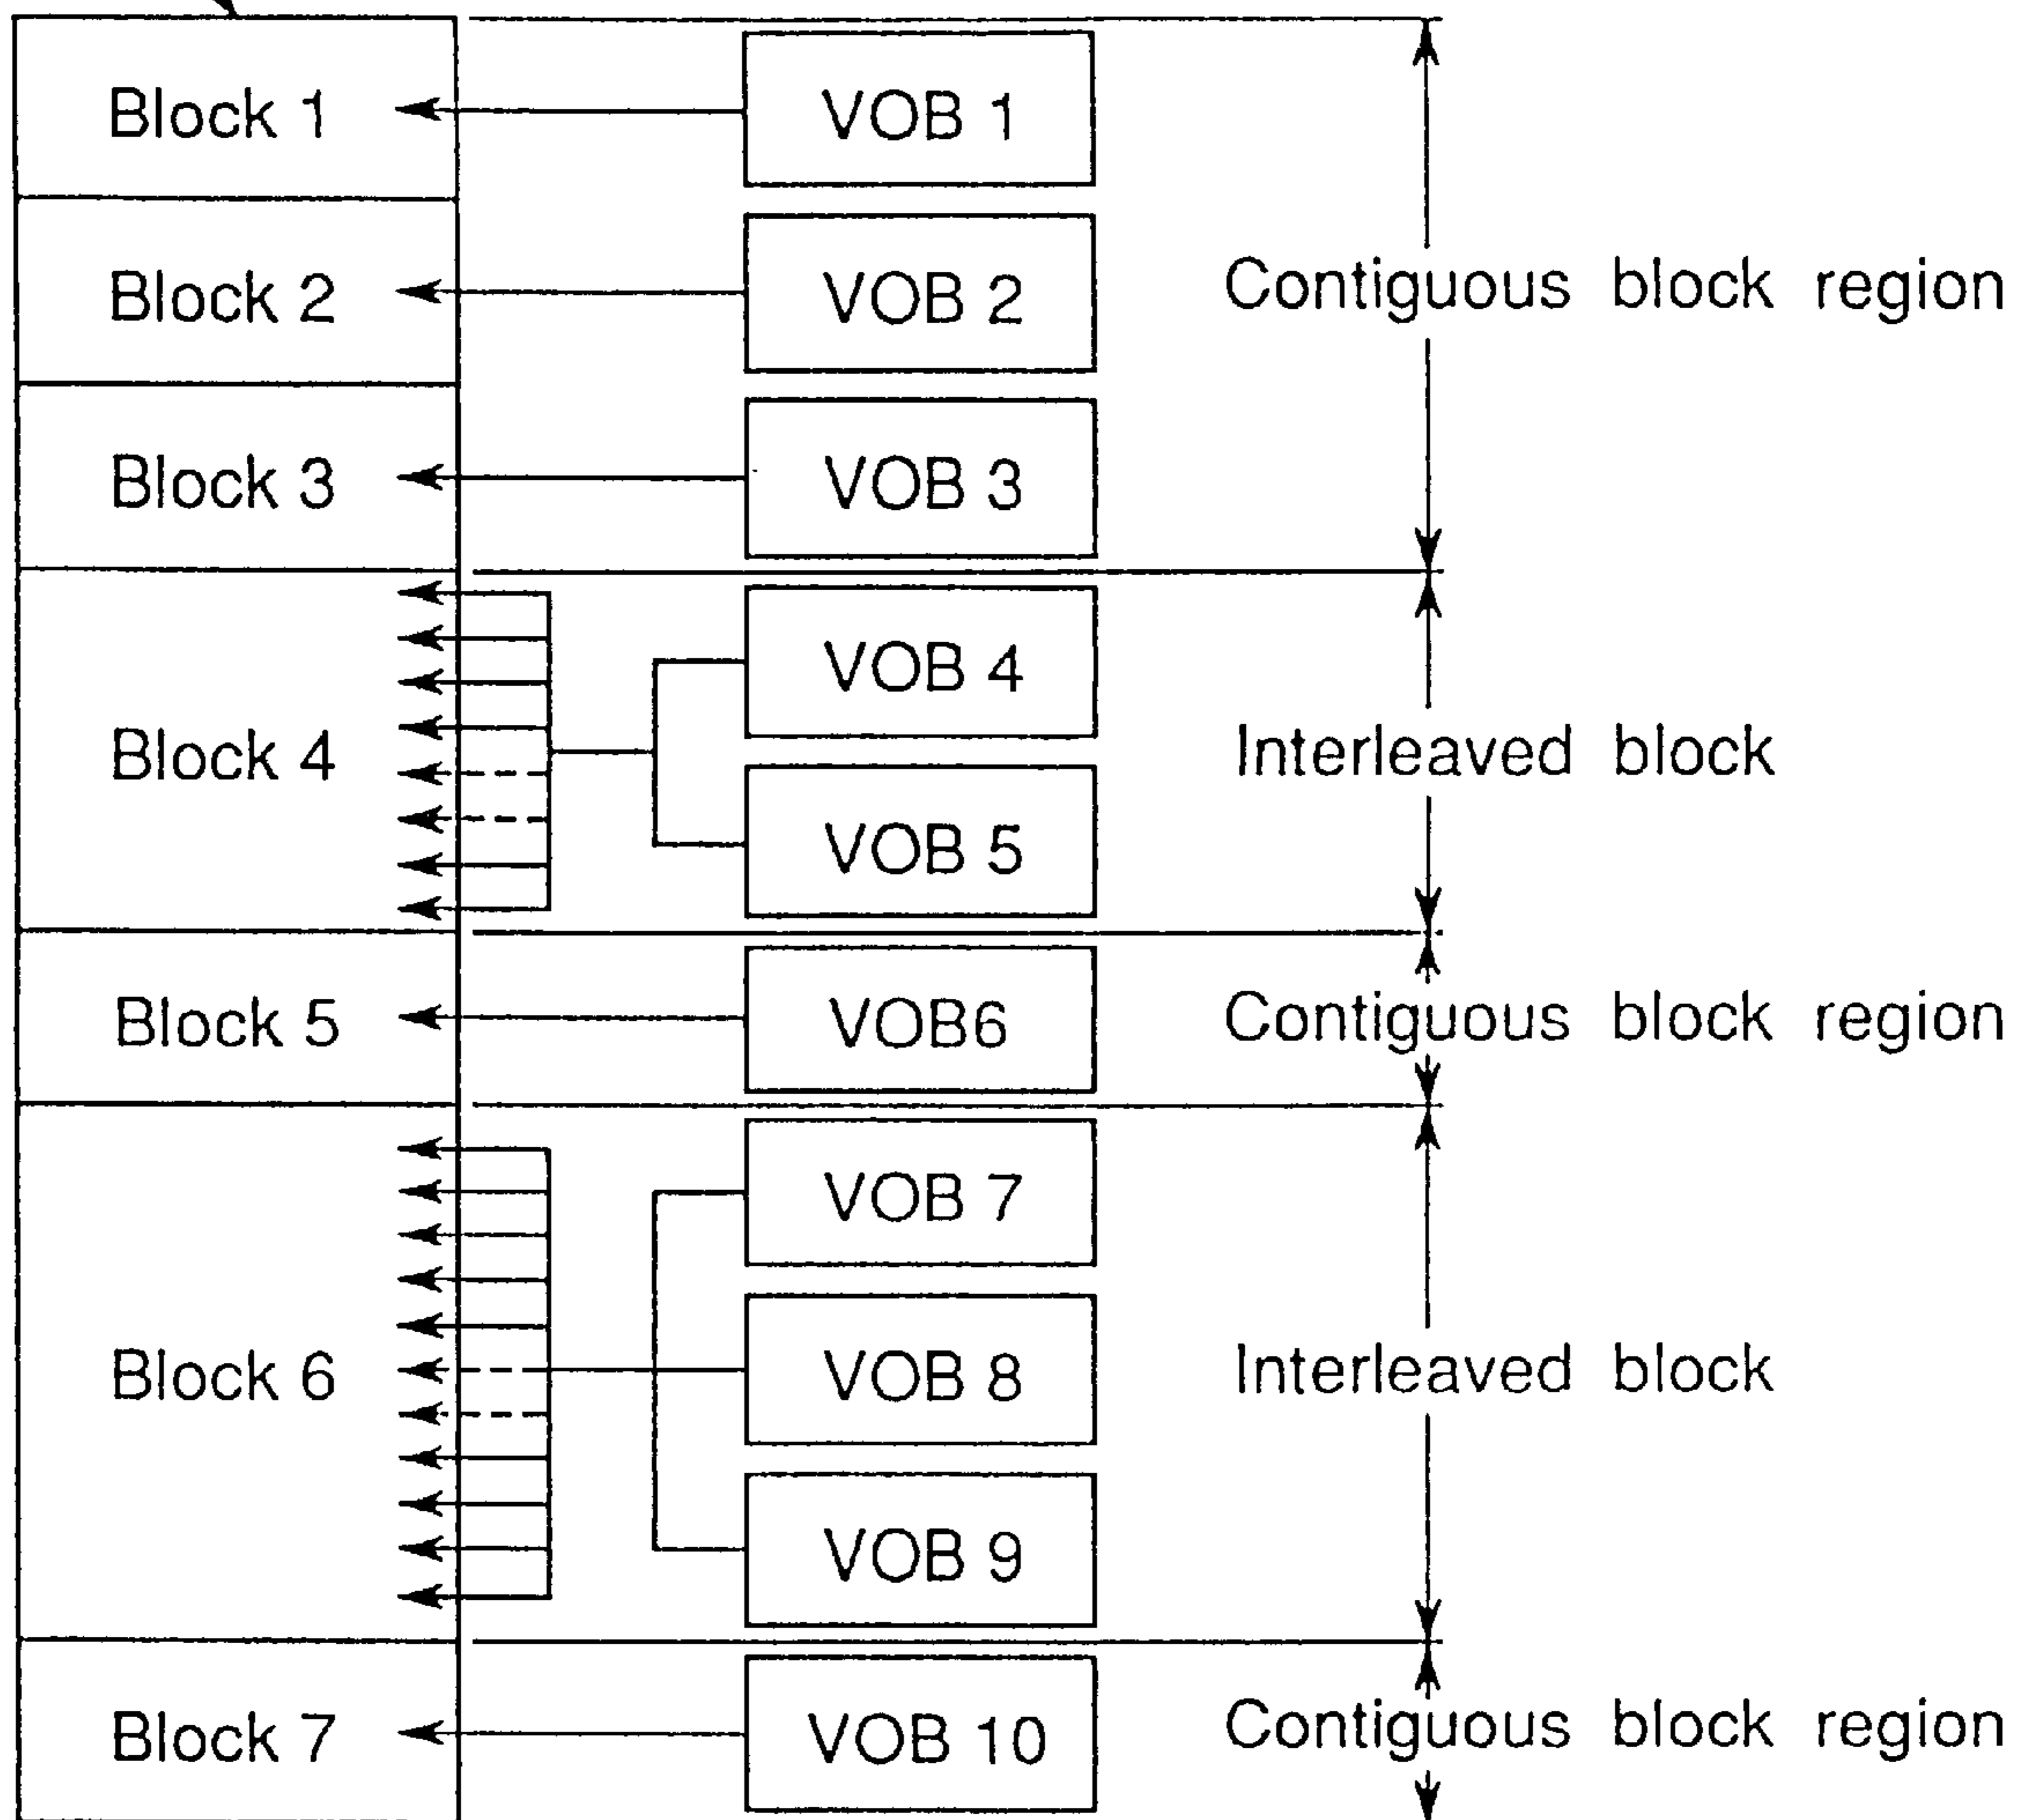 Block 1
VOB 1
Block 2
VOB 2
Contiguous block region
Block 3
VOB 3
VOB 4
Block 4
Interleaved block
VOB 5
Block 5
VOB6
Contiguous block region
VOB 7
Block 6
VOB 8
Interleaved block
VOB 9
Block 7
VOB 10
Contiguous block region